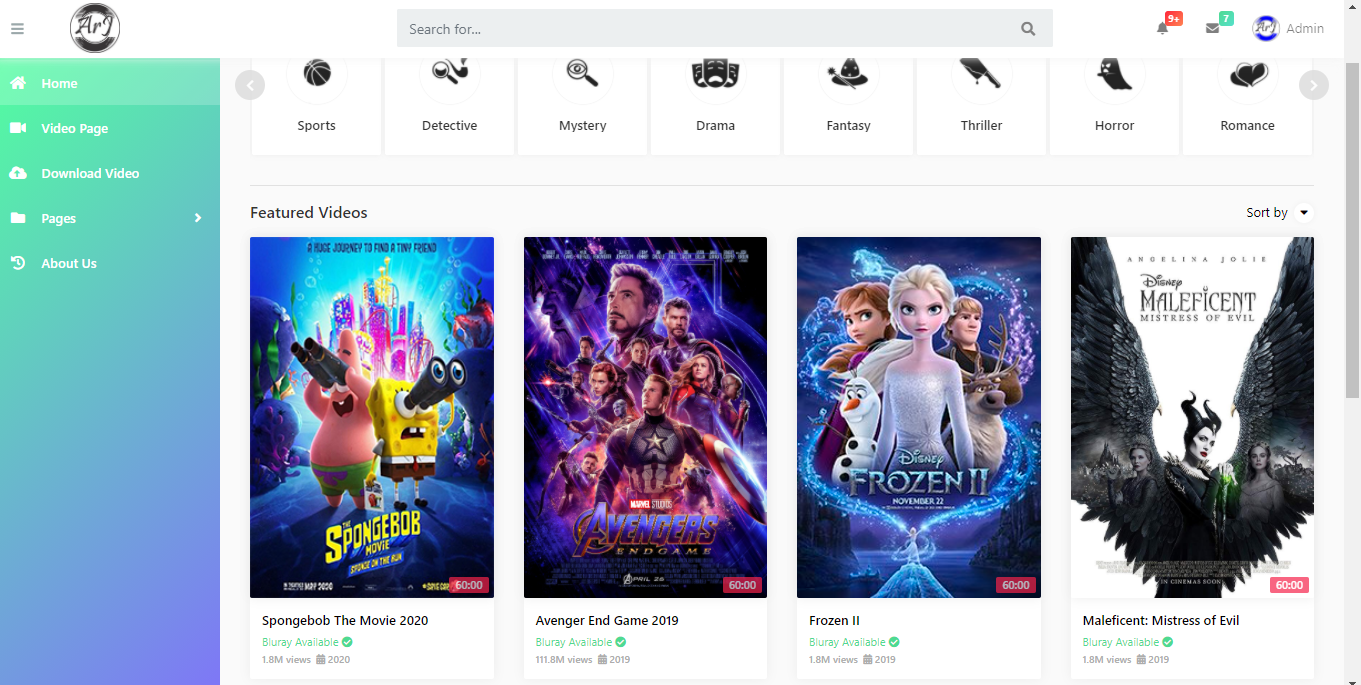 ArJ
Search for...
9+
7
ArJ
Admin
Home
Video Page
Download Video
Pages
About Us
Sports
Detective
Mystery
Drama
Fantasy
Thriller
Horror
Romance
Featured Videos
Sort by
A HUGE JOURNEY TO FIND A TINY FRIEND
THE
SPONGEBOB
MOVIE
SPONGE ON THE RUN
IN THEATRES MAY 2020
60:00
MARVEL STUDIOS
AVENGERS
ENDGAME
APRIL 26
60:00
Disney
FROZEN II
NOVEMBER 22
60:00
ANGELINA JOLIE
Disney
MALEFICENT
MISTRESS OF EVIL
IN CINEMAS SOON
60:00
Spongebob The Movie 2020
Bluray Available
1.8M views 2020
Avenger End Game 2019
Bluray Available
111.8M views 2019
Frozen II
Bluray Available
1.8M views 2019
Maleficent: Mistress of Evil
Bluray Available
1.8M views 2019